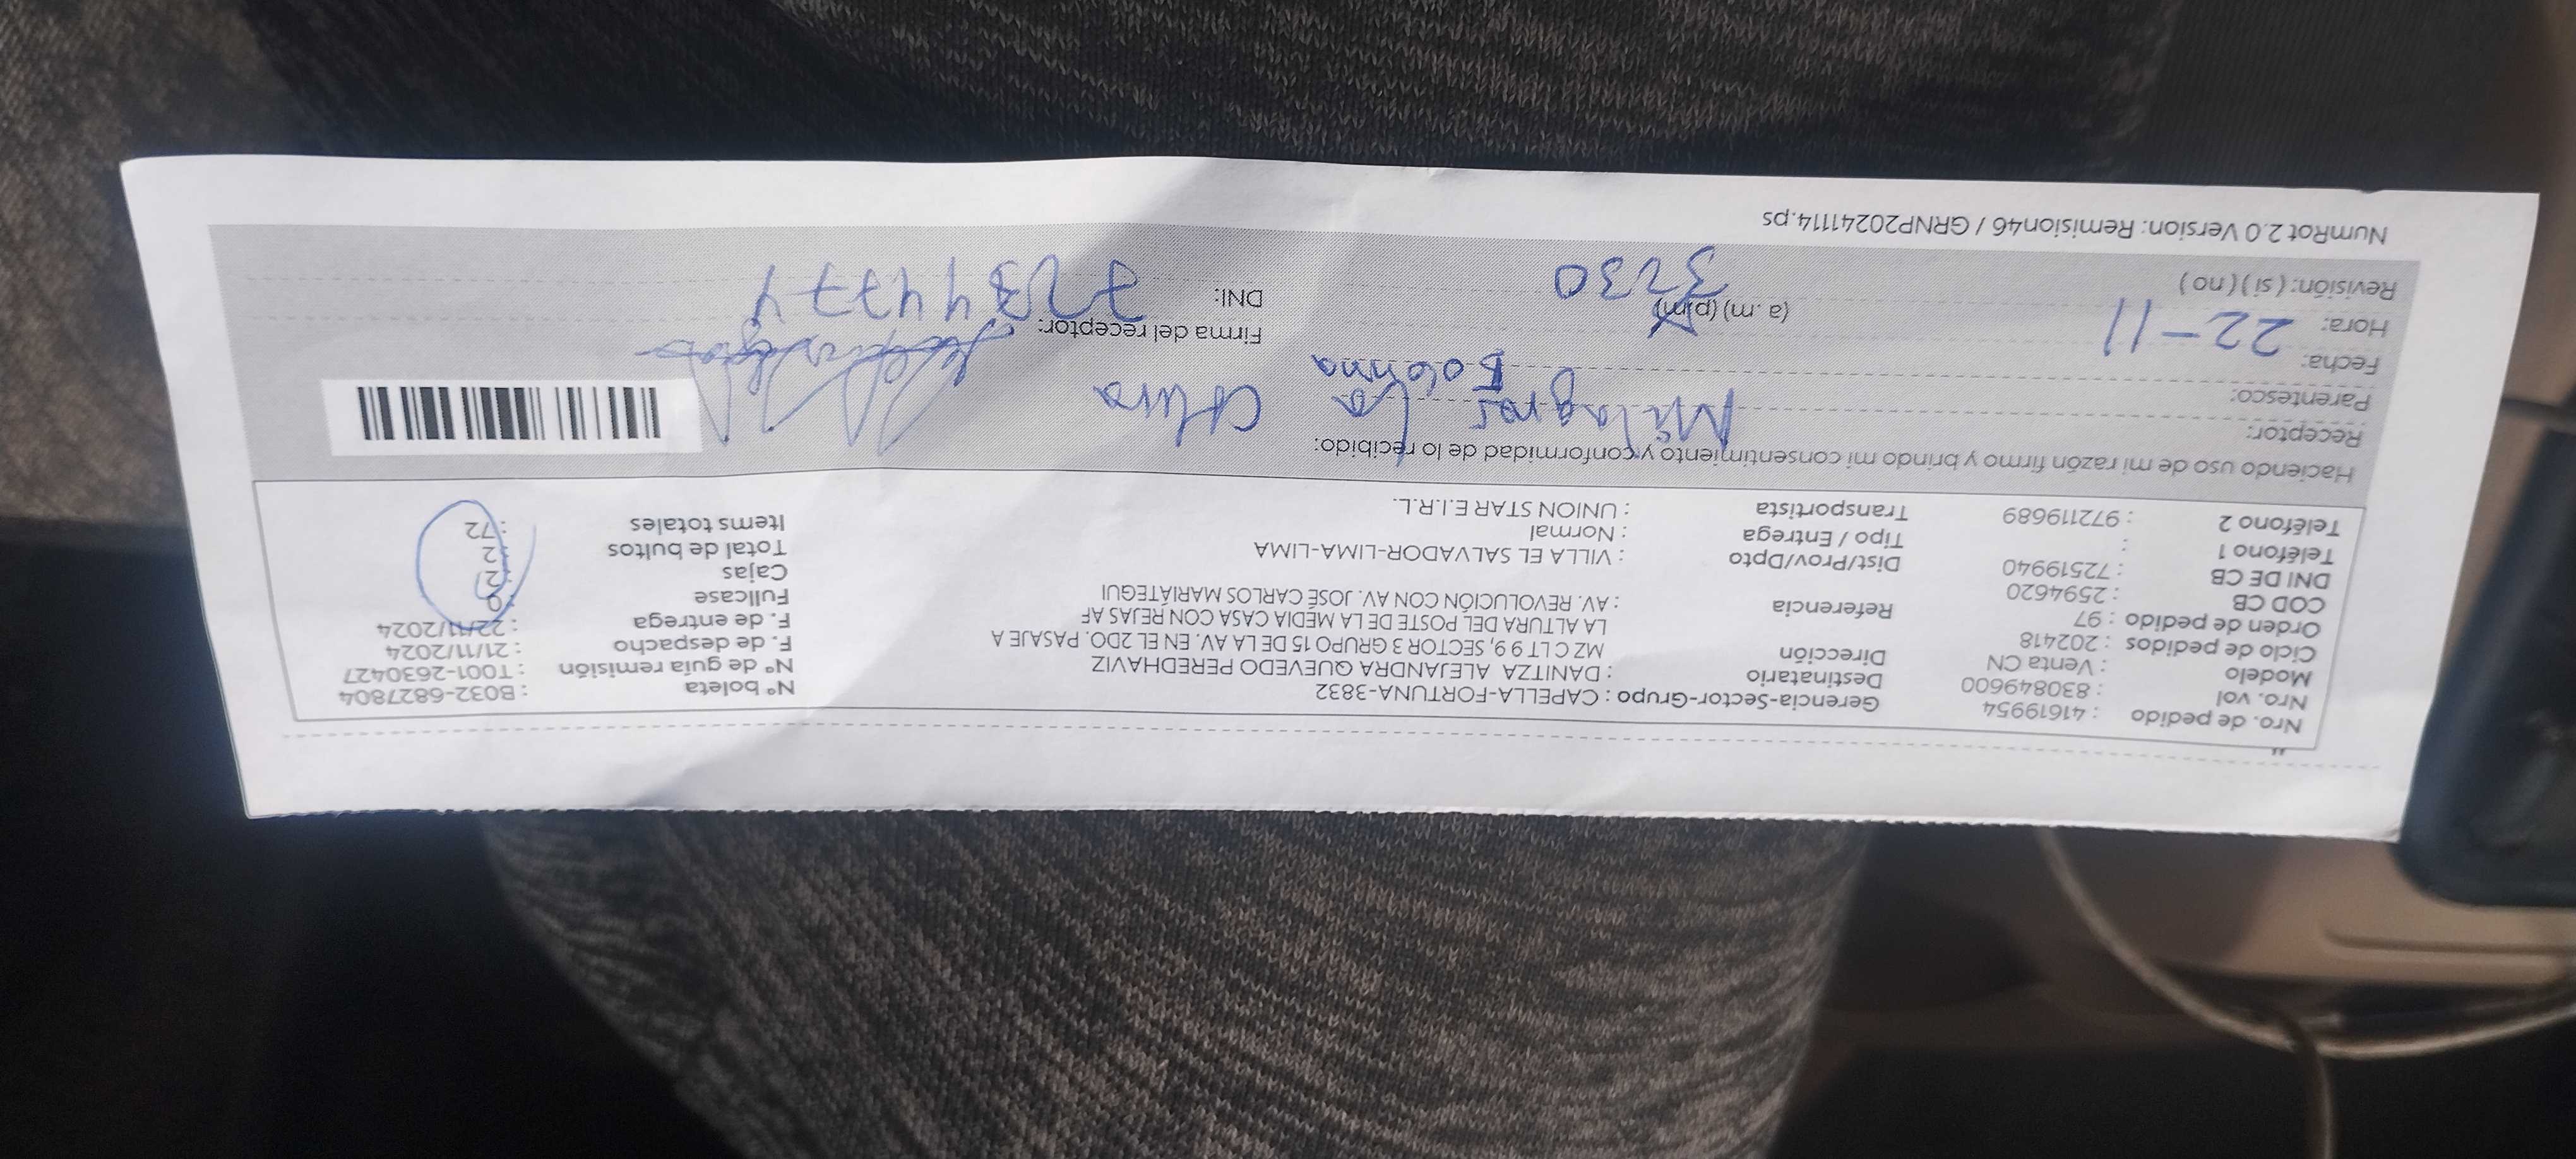 Nro. de pedido : 41619954 Gerencia-Sector-Grupo : CAPELLA-FORTUNA-3832 N° boleta : B032-6827804
Nro. vol : 830849600 Destinatario : DANITZA ALEJANDRA QUEVEDO PEREDHAVIZ N° de guía remisión : T001-2630427
Modelo : Venta CN Dirección MZ C LT 9 9, SECTOR 3 GRUPO 15 DE LA AV. EN EL 2DO. PASAJE A F. de despacho : 21/11/2024
Ciclo de pedidos : 202418 LA ALTURA DEL POSTE DE LA MEDIA CASA CON REJAS AF F. de entrega : 22/11/2024
Orden de pedido : 97 Referencia : AV. REVOLUCIÓN CON AV. JOSÉ CARLOS MARIÁTEGUI Fullcase : 0
COD CB : 2594620 Dist/Prov/Dpto : VILLA EL SALVADOR-LIMA-LIMA Cajas : 2
DNI DE CB : 72519940 Tipo / Entrega : Normal Total de bultos : 2
Teléfono 1 : Transportista : UNION STAR E.I.R.L. Items totales : 72
Teléfono 2 : 972119689
Haciendo uso de mi razón firmo y brindo mi consentimiento y conformidad de lo recibido:
Receptor: Milagros La
Parentesco:
Fecha: 22-11 Firma del receptor:
Hora: (a. m.) (p.m)
Revisión: ( si ) ( no ) DNI:
NumRot 2.0 Version: Remision46 / GRNP20241114.ps